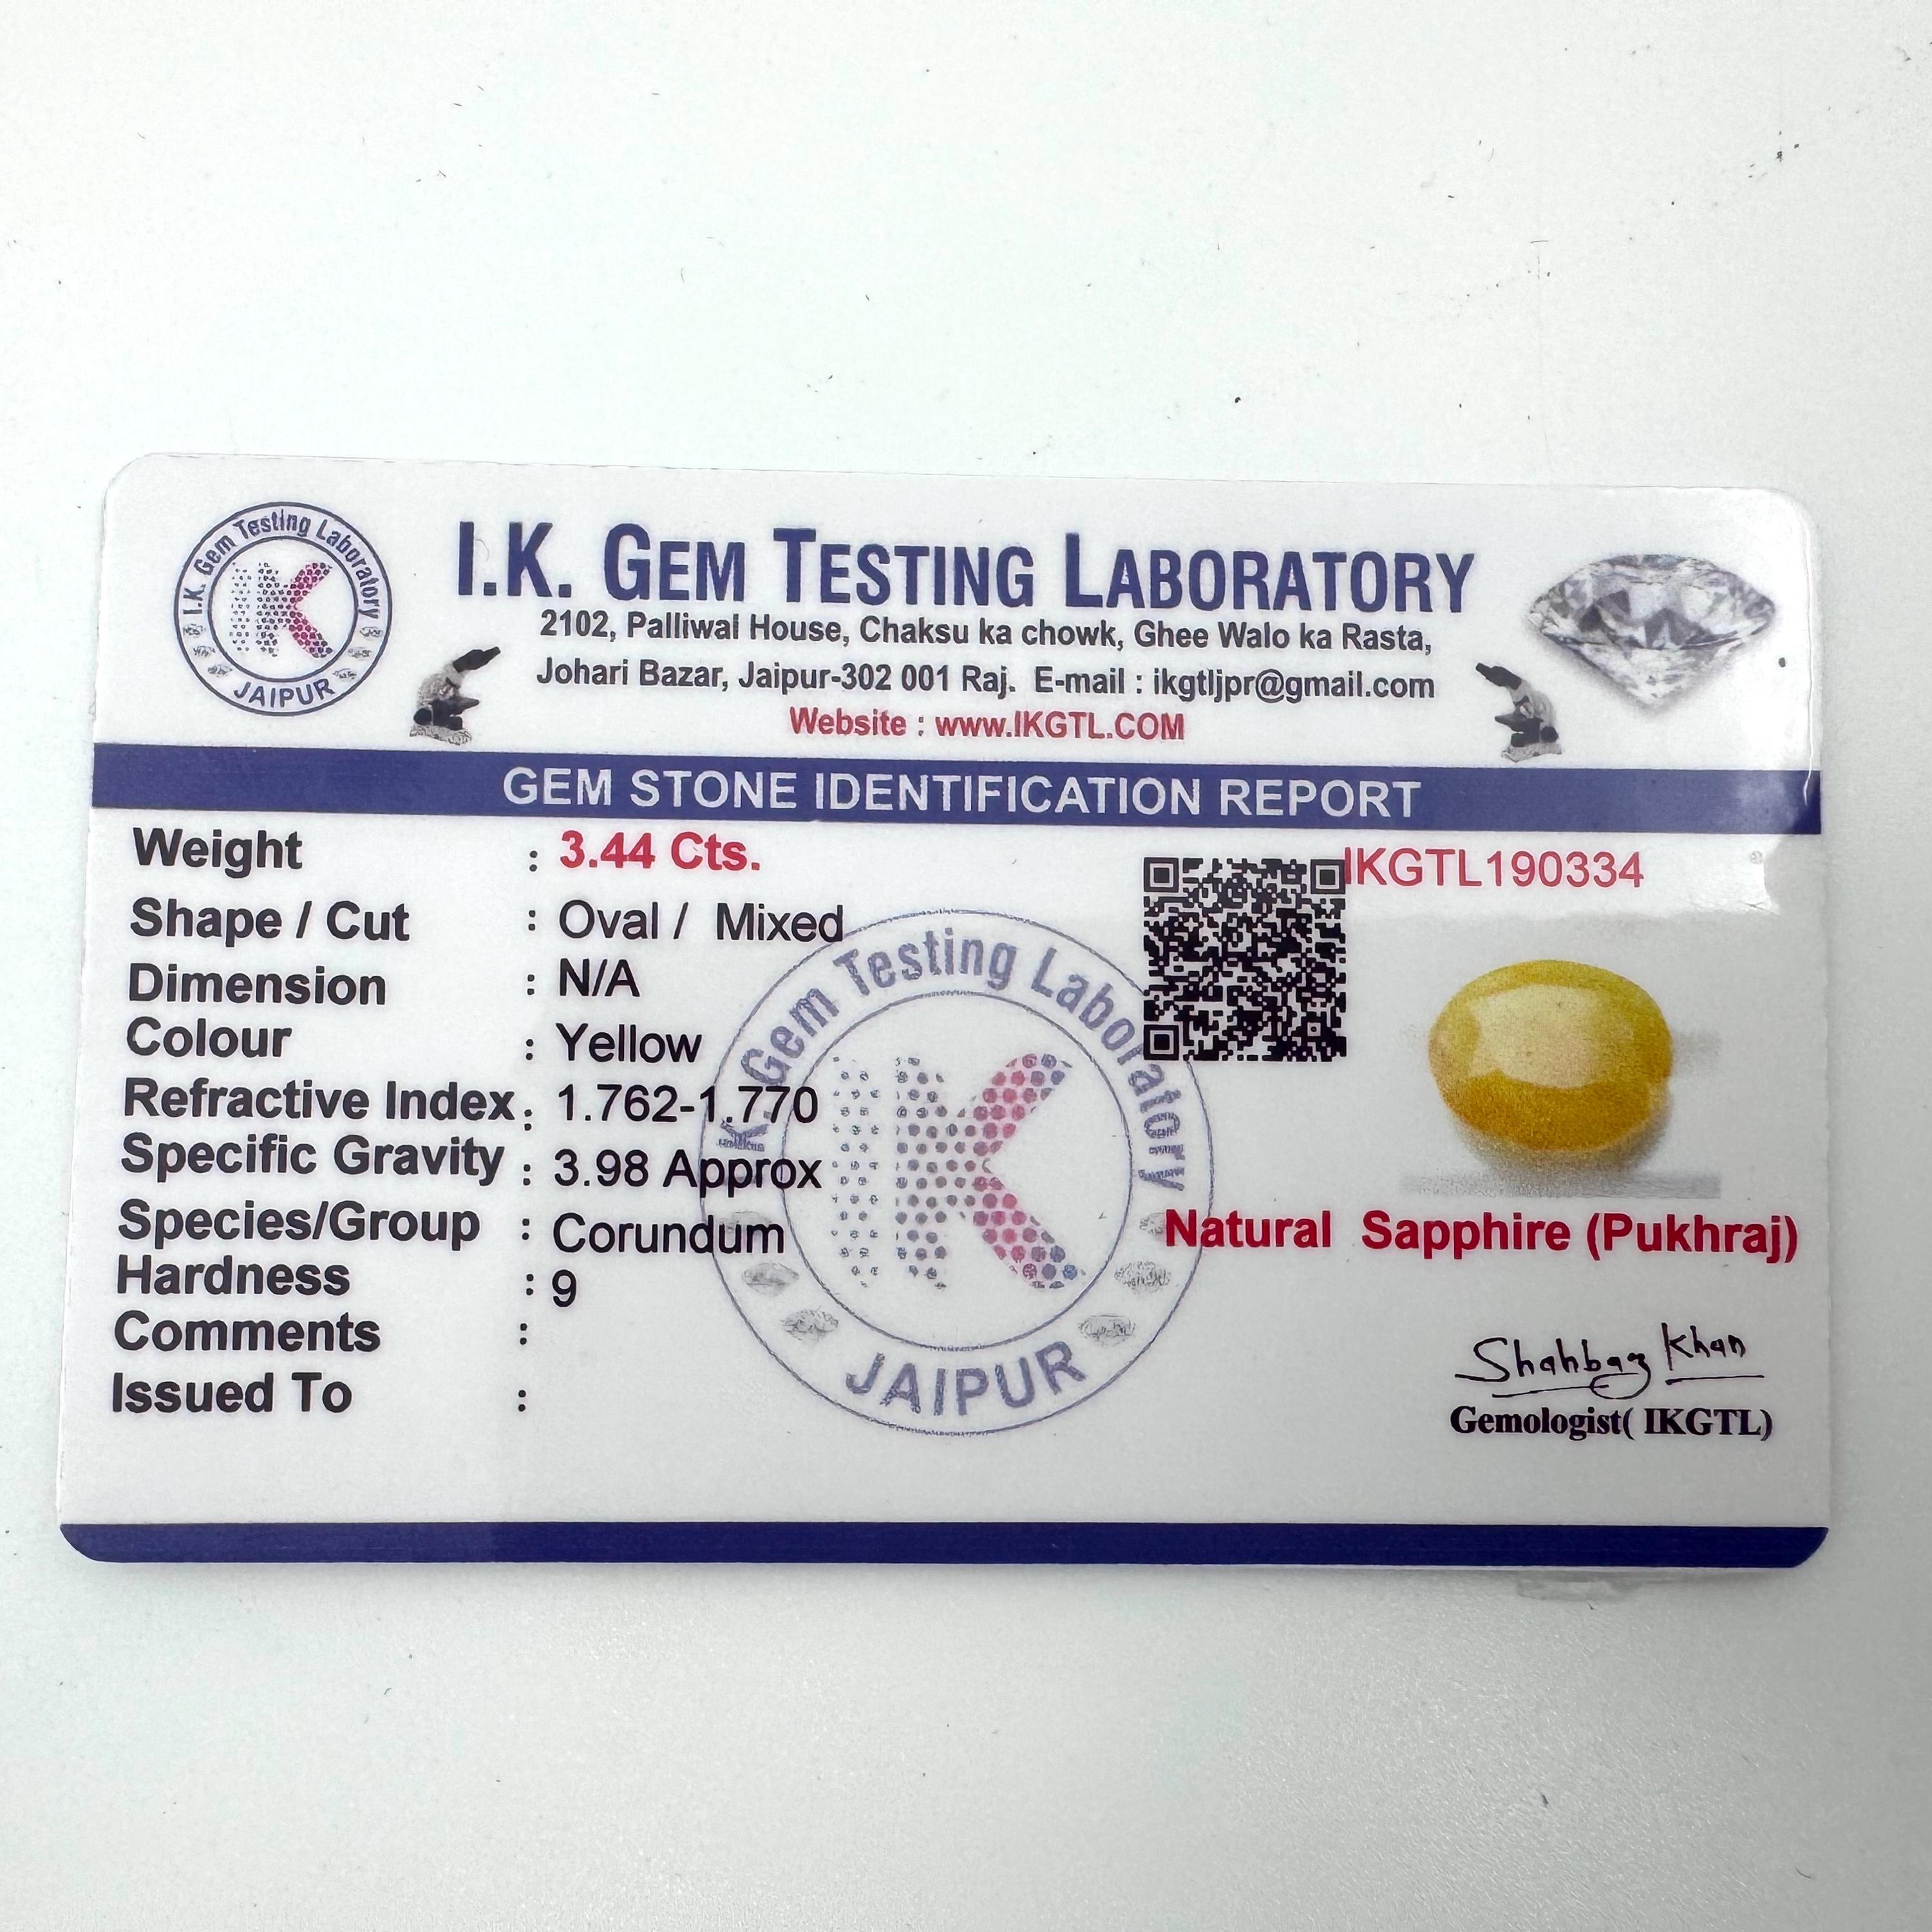 I.K. Gem Testing Laboratory
JAIPUR
I.K. GEM TESTING LABORATORY
2102, Palliwal House, Chaksu ka chowk, Ghee Walo ka Rasta,
Johari Bazar, Jaipur-302 001 Raj. E-mail : ikgtljpr@gmail.com
Website : www.IKGTL.COM
GEM STONE IDENTIFICATION REPORT
Weight : 3.44 Cts.
Shape / Cut : Oval / Mixed
Dimension : N/A
Colour : Yellow
Refractive Index : 1.762-1.770
Specific Gravity : 3.98 Approx
Species/Group : Corundum
Hardness : 9
Comments :
Issued To :
K. Gem Testing Laboratory
JAIPUR
IKGTL190334
Natural Sapphire (Pukhraj)
Shahbaz Khan
Gemologist( IKGTL)